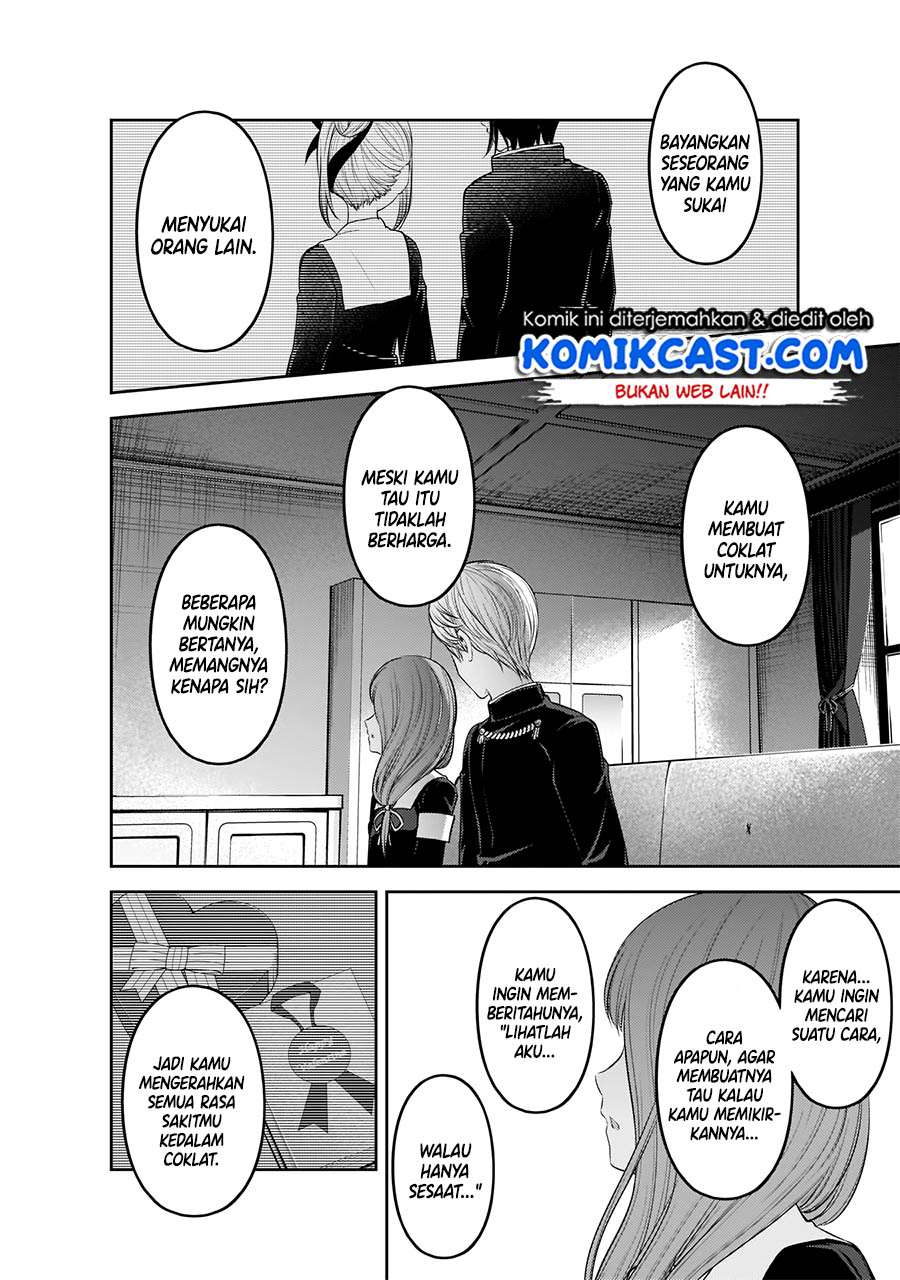 BAYANGKAN
SESEORANG
YANG KAMU
SUKAI
MENYUKAI
ORANG LAIN.
Komik ini diterjemahkan & diedit oleh
KOMIKCAST.COM
BUKAN WEB LAIN!!
KAMU
MEMBUAT
COKLAT
UNTUKNYA,
MESKI KAMU
TAU ITU
TIDAKLAH
BERHARGA.
BEBERAPA
MUNGKIN
BERTANYA,
MEMANGNYA
KENAPA SIH?
KARENA...
KAMU INGIN
MENCARI
SUATU CARA,
CARA
APAPUN, AGAR
MEMBUATNYA
TAU KALAU
KAMU MEMIKIR-
KANNYA...
KAMU
INGIN MEM-
BERITAHUNYA,
"LIHATLAH
AKU...
WALAU
HANYA
SESAAT..."
JADI KAMU
MENGERAHKAN
SEMUA RASA
SAKITMU
KEDALAM
COKLAT.